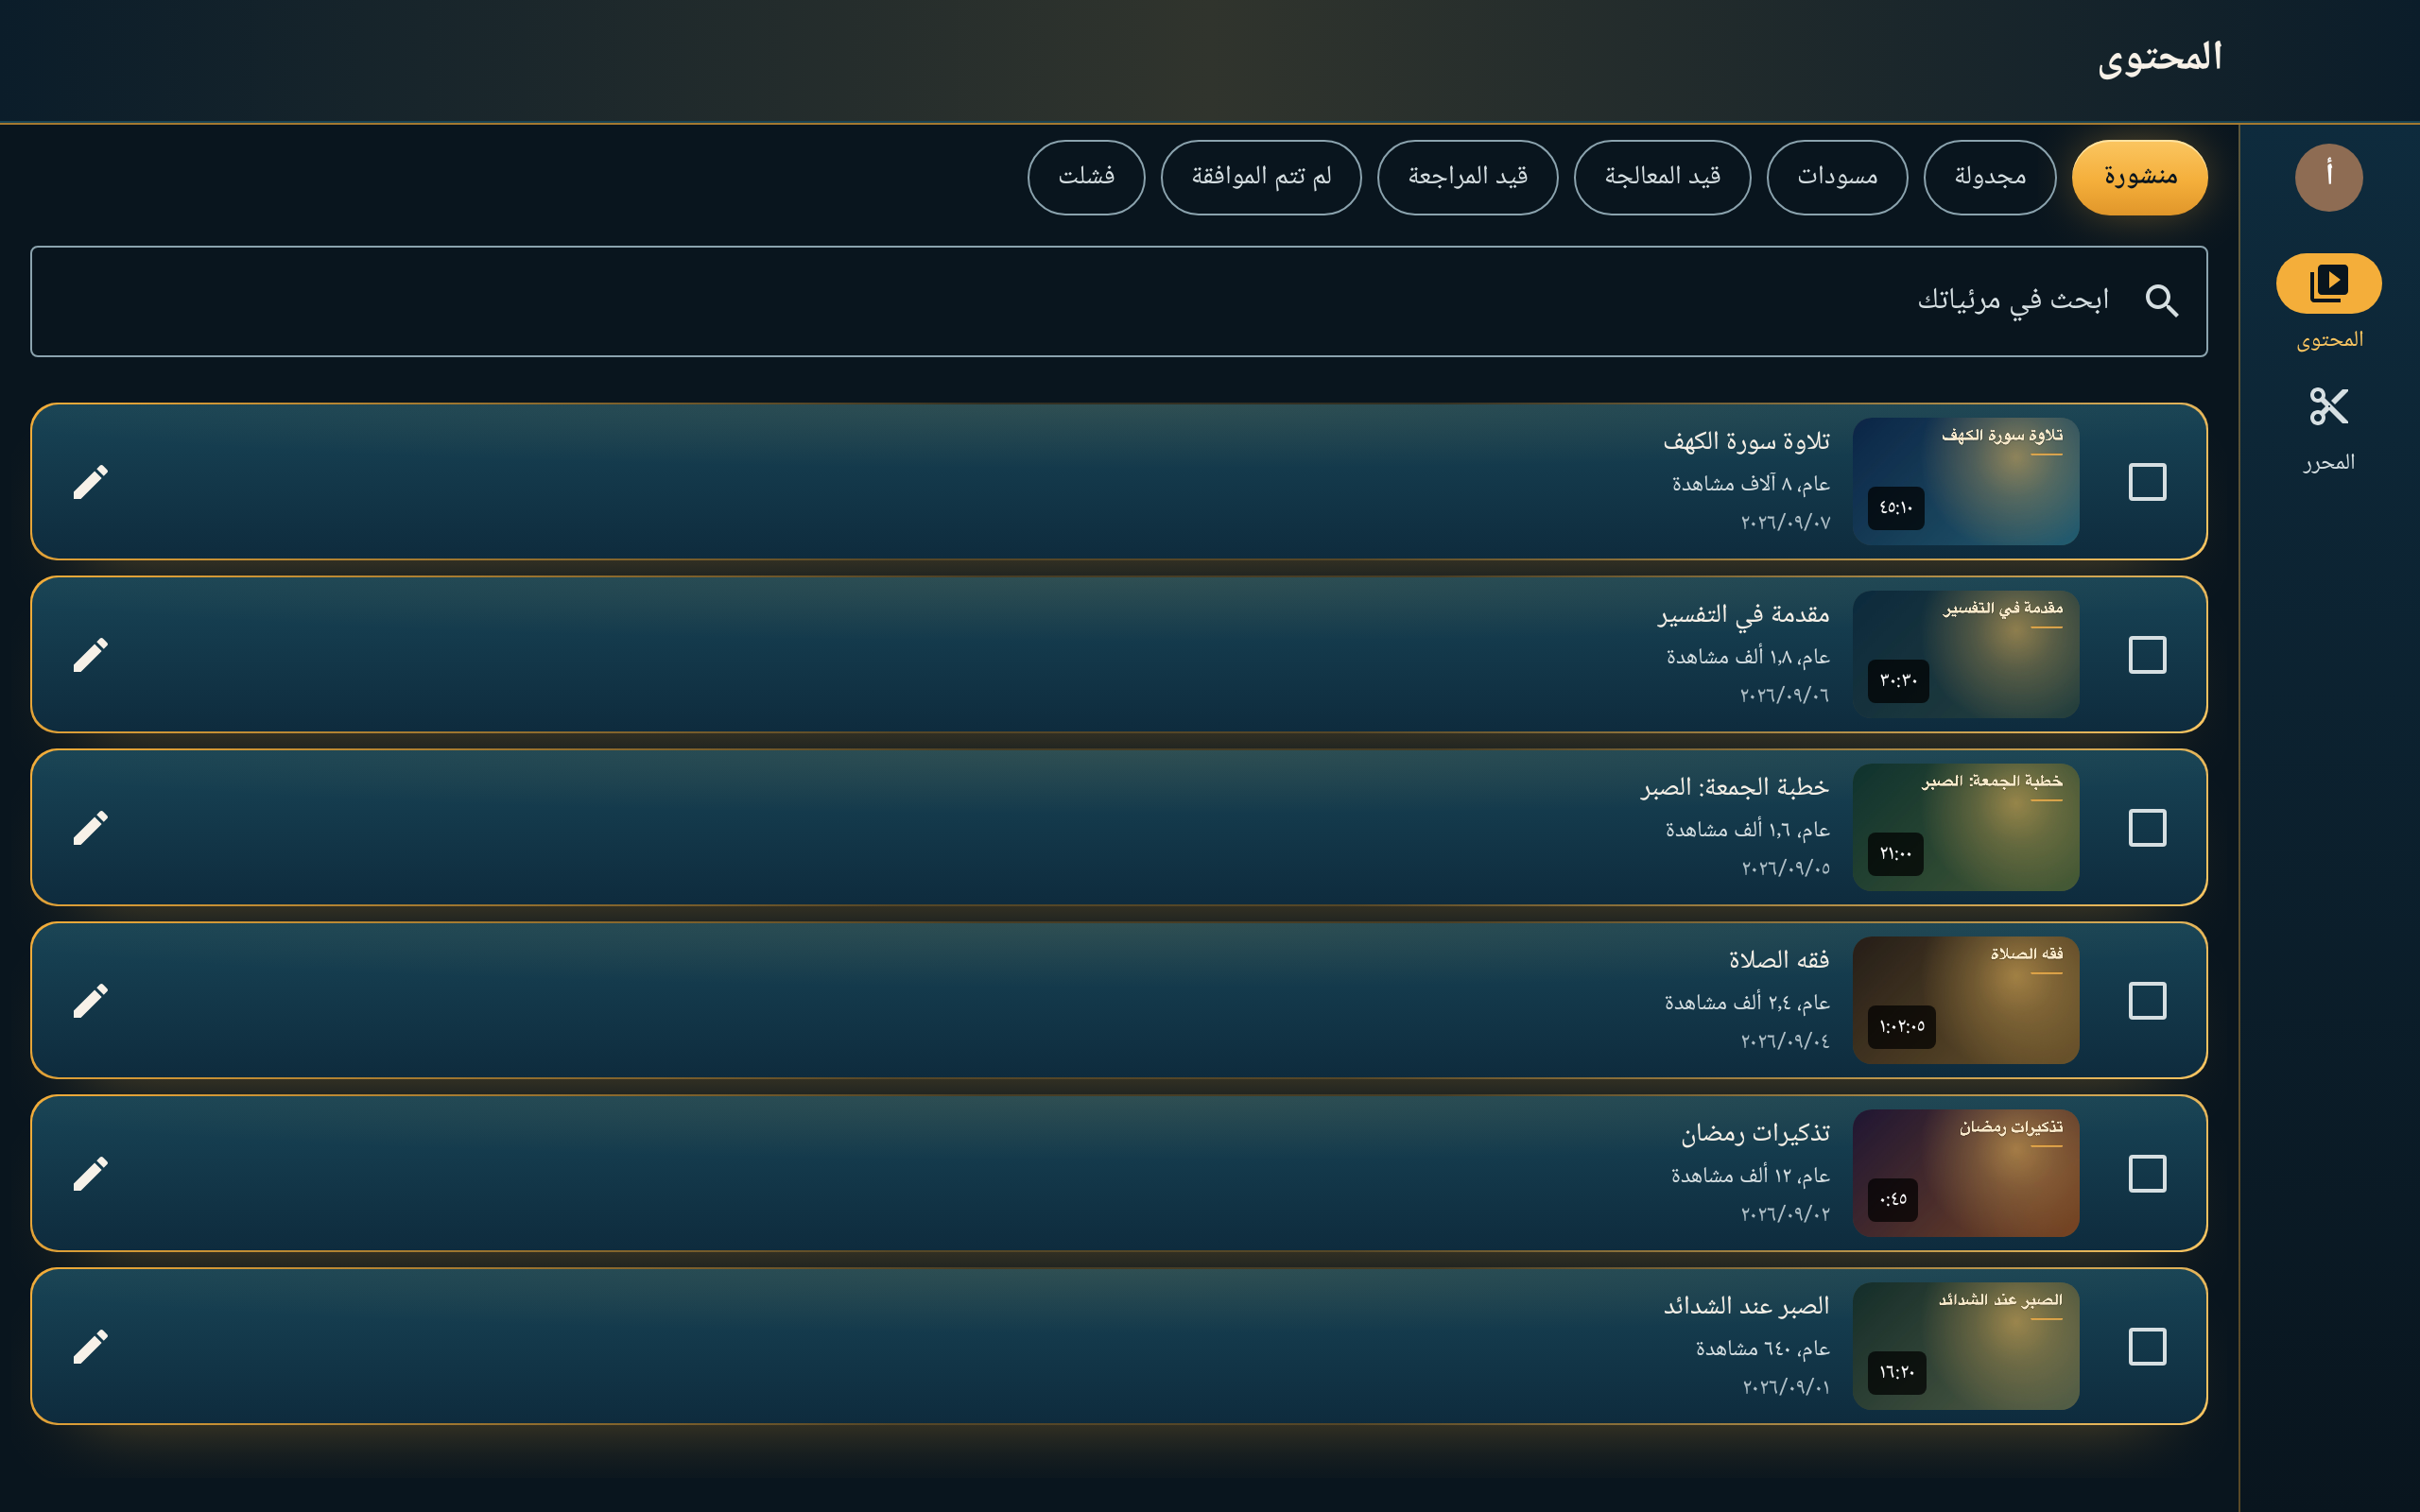 المحتوى
أ
المحتوى
المحرر
منشورة
مجدولة
مسودات
قيد المعالجة
قيد المراجعة
لم تتم الموافقة
فشلت
ابحث في مرئياتك
تلاوة سورة الكهف
٤٥:١٠
تلاوة سورة الكهف
عام، ٨ آلاف مشاهدة
٢٠٢٦/٠٩/٠٧
مقدمة في التفسير
٣٠:٣٠
مقدمة في التفسير
عام، ١٫٨ ألف مشاهدة
٢٠٢٦/٠٩/٠٦
خطبة الجمعة: الصبر
٢١:٠٠
خطبة الجمعة: الصبر
عام، ١٫٦ ألف مشاهدة
٢٠٢٦/٠٩/٠٥
فقه الصلاة
١:٠٢:٠٥
فقه الصلاة
عام، ٢٫٤ ألف مشاهدة
٢٠٢٦/٠٩/٠٤
تذكيرات رمضان
٠:٤٥
تذكيرات رمضان
عام، ١٢ ألف مشاهدة
٢٠٢٦/٠٩/٠٢
الصبر عند الشدائد
١٦:٢٠
الصبر عند الشدائد
عام، ٦٤٠ مشاهدة
٢٠٢٦/٠٩/٠١